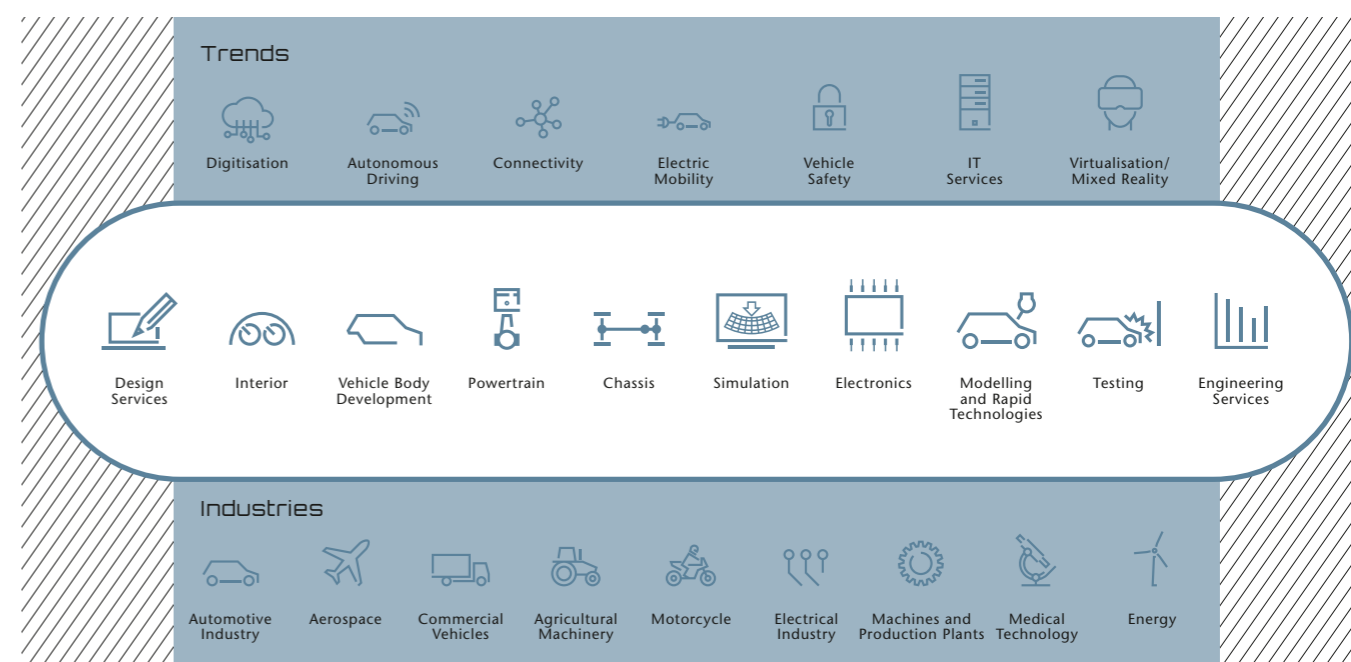 Trends
Digitisation
Autonomous
Driving
Connectivity
Electric
Mobility
Vehicle
Safety
IT
Services
Virtualisation/
Mixed Reality
Design
Services
Interior
Vehicle Body
Development
Powertrain
Chassis
Simulation
Electronics
Modelling
and Rapid
Technologies
Testing
Engineering
Services
Industries
Automotive
Industry
Aerospace
Commercial
Vehicles
Agricultural
Machinery
Motorcycle
Electrical
Industry
Machines and
Production Plants
Medical
Technology
Energy